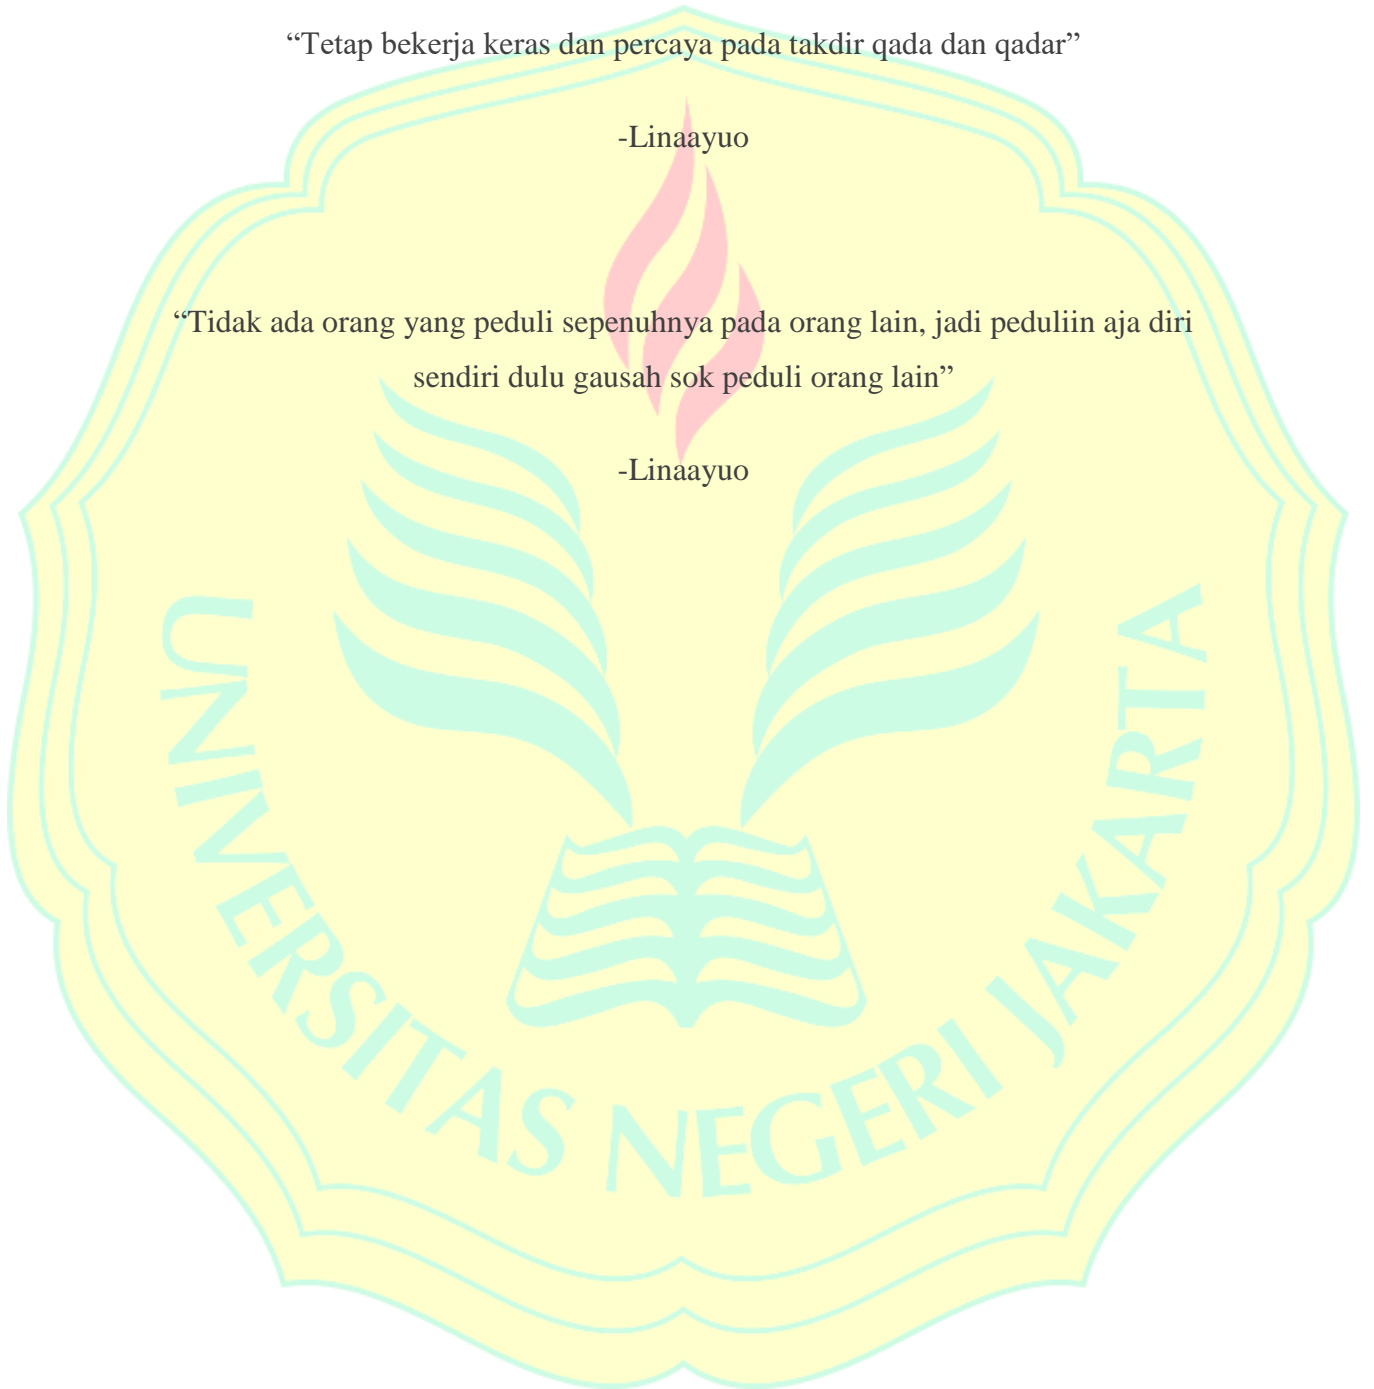 “Tetap bekerja keras dan percaya pada takdir qada dan qadar”
-Linaayuo
“Tidak ada orang yang peduli sepenuhnya pada orang lain, jadi peduliin aja diri
sendiri dulu gausah sok peduli orang lain”
-Linaayuo
UNIVERSITAS NEGERI JAKARTA